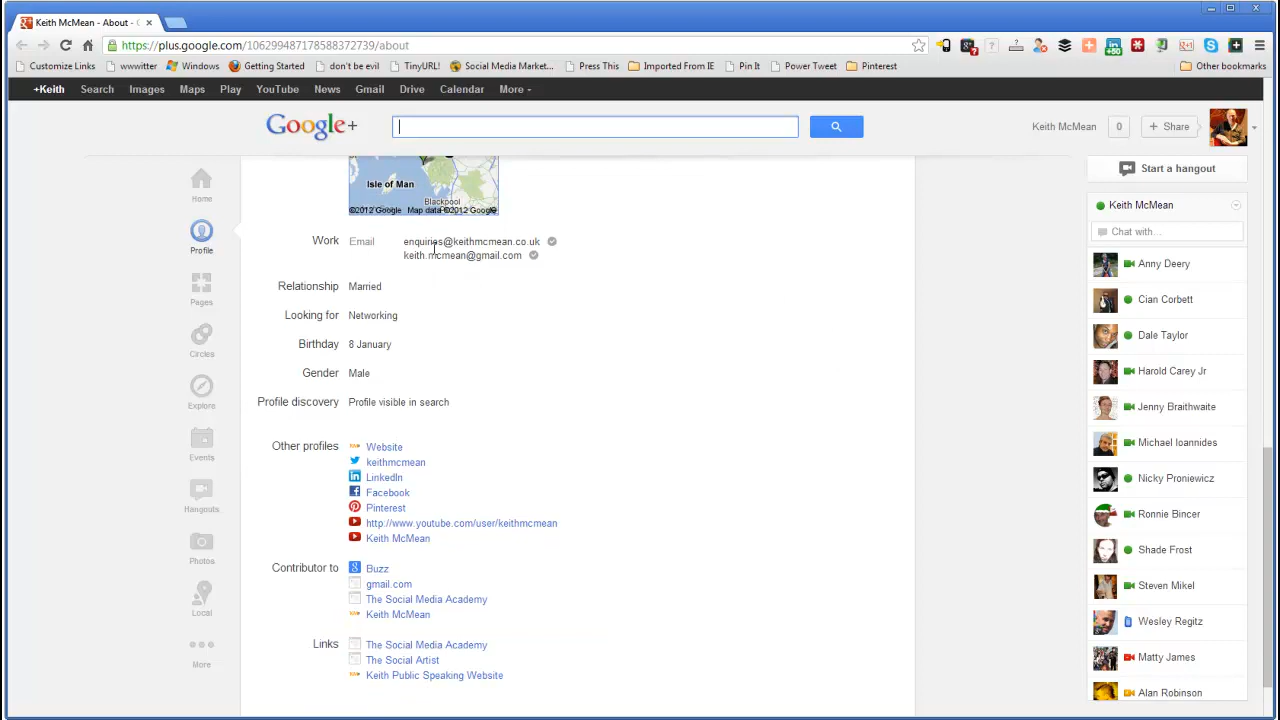 Keith McMean - About - G
https://plus.google.com/106299487178588372739/about
Customize Links wwwitter Windows Getting Started don't be evil TinyURL! Social Media Market... Press This Imported From IE Pin It Power Tweet Pinterest Other bookmarks
+Keith Search Images Maps Play YouTube News Gmail Drive Calendar More
Google+ Keith McMean 0 + Share
Start a hangout
Isle of Man
Blackpool
©2012 Google Map data ©2012 Google
Home
Profile
Pages
Circles
Explore
Events
Hangouts
Photos
Local
More
Work Email enquiries@keithmcmean.co.uk
keith.mcmean@gmail.com
Relationship Married
Looking for Networking
Birthday 8 January
Gender Male
Profile discovery Profile visible in search
Other profiles Website
keithmcmean
LinkedIn
Facebook
Pinterest
http://www.youtube.com/user/keithmcmean
Keith McMean
Contributor to Buzz
gmail.com
The Social Media Academy
Keith McMean
Links The Social Media Academy
The Social Artist
Keith Public Speaking Website
Keith McMean
Chat with...
Anny Deery
Cian Corbett
Dale Taylor
Harold Carey Jr
Jenny Braithwaite
Michael Ioannides
Nicky Proniewicz
Ronnie Bincer
Shade Frost
Steven Mikel
Wesley Regitz
Matty James
Alan Robinson